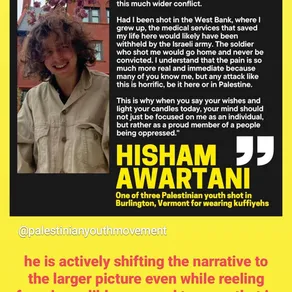 this much wider conflict.
Had I been shot in the West Bank, where I
grew up, the medical services that saved
my life here would likely have been
withheld by the Israeli army. The soldier
who shot me would go home and never be
convicted. I understand that the pain is so
much more real and immediate because
many of you know me, but any attack like
this is horrific, be it here or in Palestine.
This is why when you say your wishes and
light your candles today, your mind should
not just be focused on me as an individual,
but rather as a proud member of a people
being oppressed."
HISHAM
AWARTANI
One of three Palestinian youth shot in
Burlington, Vermont for wearing kuffiyehs
@palestinianyouthmovement
he is actively shifting the narrative to
the larger picture even while reeling